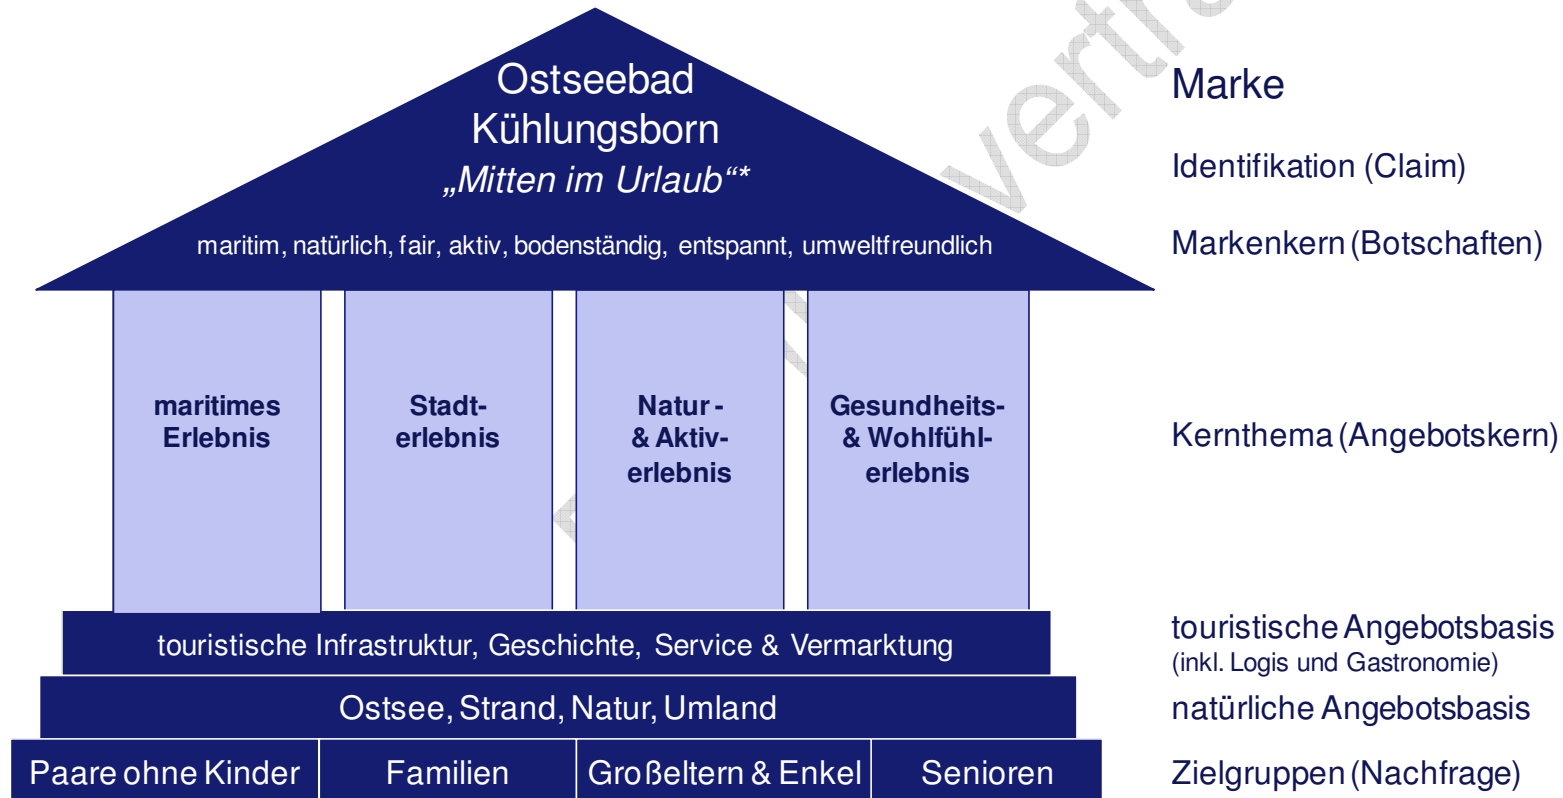 Ostseebad
Kühlungsborn
„Mitten im Urlaub“*
maritim, natürlich, fair, aktiv, bodenständig, entspannt, umweltfreundlich
Marke
Identifikation (Claim)
Markenkern (Botschaften)
maritimes
Erlebnis
Stadt-
erlebnis
Natur -
& Aktiv-
erlebnis
Gesundheits-
& Wohlfühl-
erlebnis
Kernthema (Angebotskern)
touristische Infrastruktur, Geschichte, Service & Vermarktung
touristische Angebotsbasis
(inkl. Logis und Gastronomie)
Ostsee, Strand, Natur, Umland
natürliche Angebotsbasis
Paare ohne Kinder
Familien
Großeltern & Enkel
Senioren
Zielgruppen (Nachfrage)